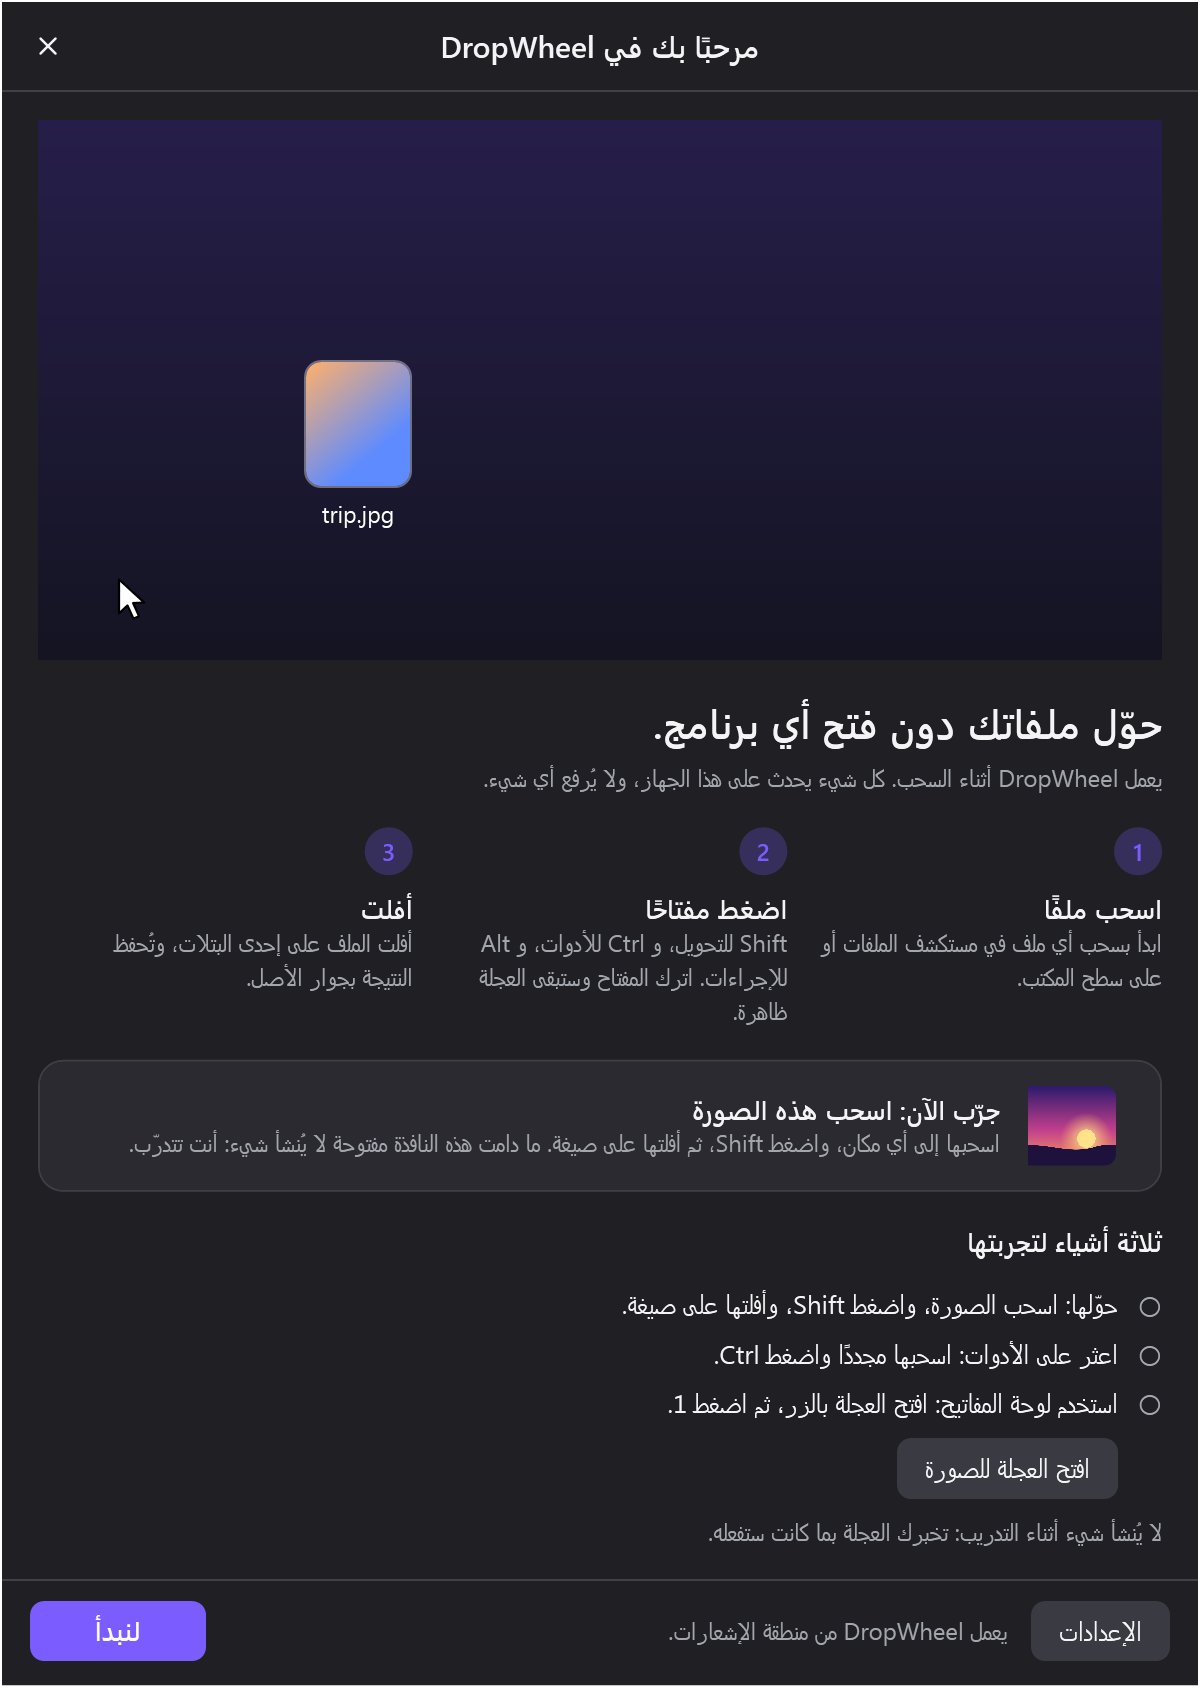 مرحبًا بك في DropWheel
trip.jpg
حوّل ملفاتك دون فتح أي برنامج.
يعمل DropWheel أثناء السحب. كل شيء يحدث على هذا الجهاز، ولا يُرفع أي شيء.
1
اسحب ملفًا
ابدأ بسحب أي ملف في مستكشف الملفات أو
على سطح المكتب.
2
اضغط مفتاحًا
Shift للتحويل، و Ctrl للأدوات، و Alt
للإجراءات. اترك المفتاح وستبقى العجلة
ظاهرة.
3
أفلت
أفلت الملف على إحدى البتلات، وتُحفظ
النتيجة بجوار الأصل.
جرّب الآن: اسحب هذه الصورة
اسحبها إلى أي مكان، واضغط Shift، ثم أفلتها على صيغة. ما دامت هذه النافذة مفتوحة لا يُنشأ شيء: أنت تتدرّب.
ثلاثة أشياء لتجربتها
حوّلها: اسحب الصورة، واضغط Shift، وأفلتها على صيغة.
اعثر على الأدوات: اسحبها مجددًا واضغط Ctrl.
استخدم لوحة المفاتيح: افتح العجلة بالزر، ثم اضغط 1.
افتح العجلة للصورة
لا يُنشأ شيء أثناء التدريب: تخبرك العجلة بما كانت ستفعله.
الإعدادات
يعمل DropWheel من منطقة الإشعارات.
لنبدأ